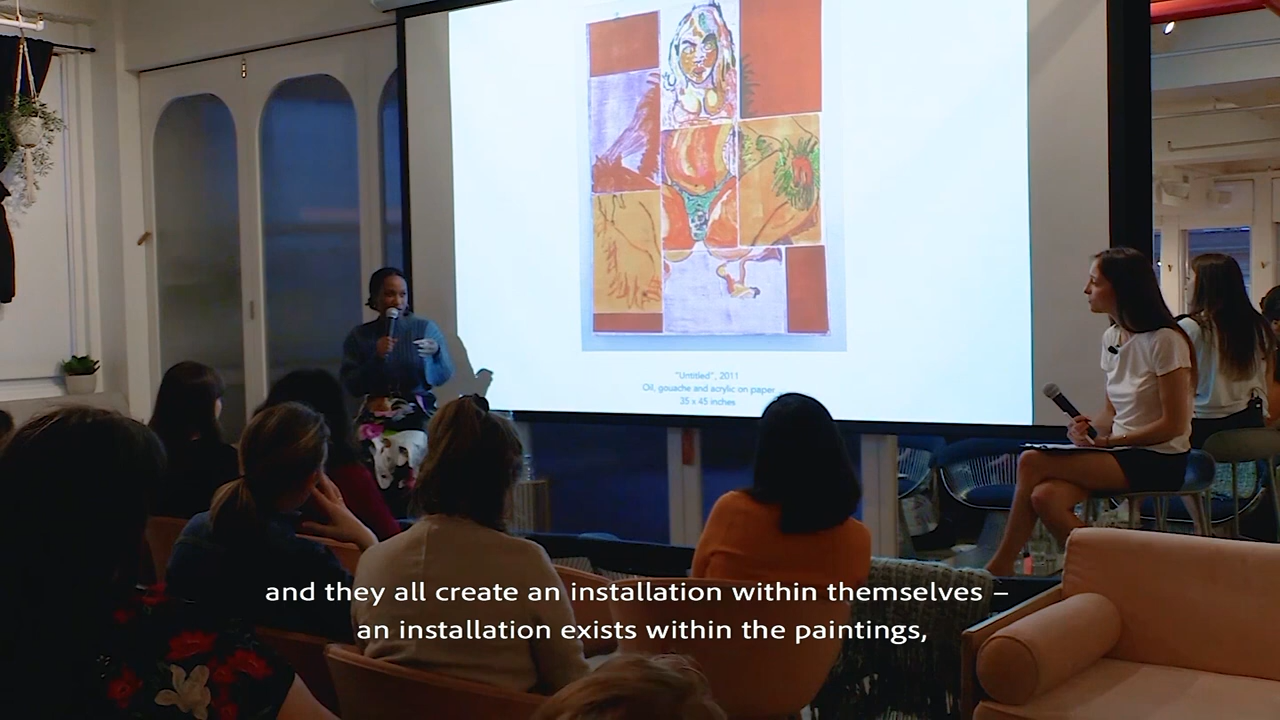 "Untitled", 2011
Oil, gouache and acrylic on paper
35 x 45 inches
and they all create an installation within themselves –
an installation exists within the paintings,